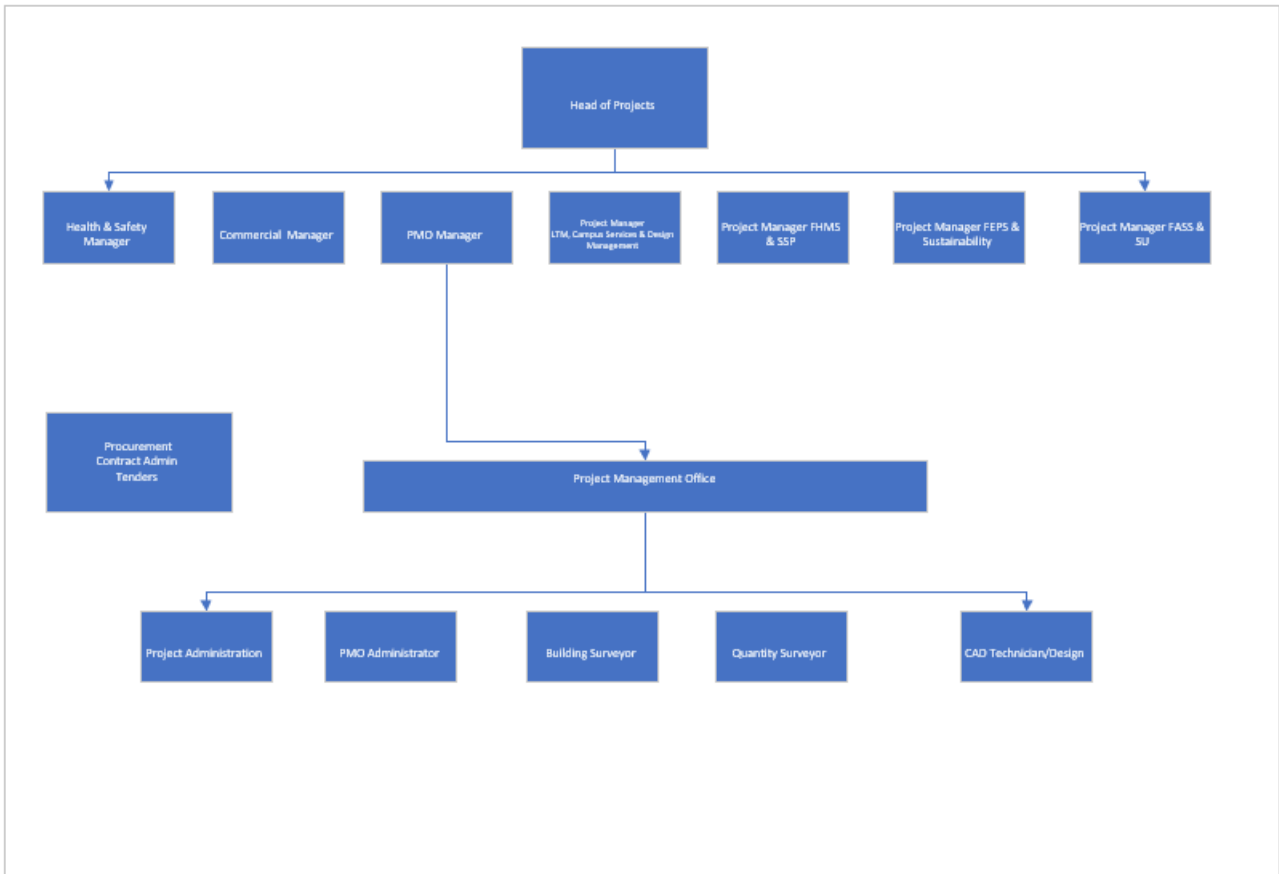 Head of Projects
Health & Safety
Manager
Commercial Manager
PMO Manager
Project Manager
LTM, Campus Services & Design
Management
Project Manager FHMS
& SSP
Project Manager FEPS &
Sustainability
Project Manager FASS &
SU
Procurement
Contract Admin
Tenders
Project Management Office
Project Administration
PMO Administrator
Building Surveyor
Quantity Surveyor
CAD Technician/Design